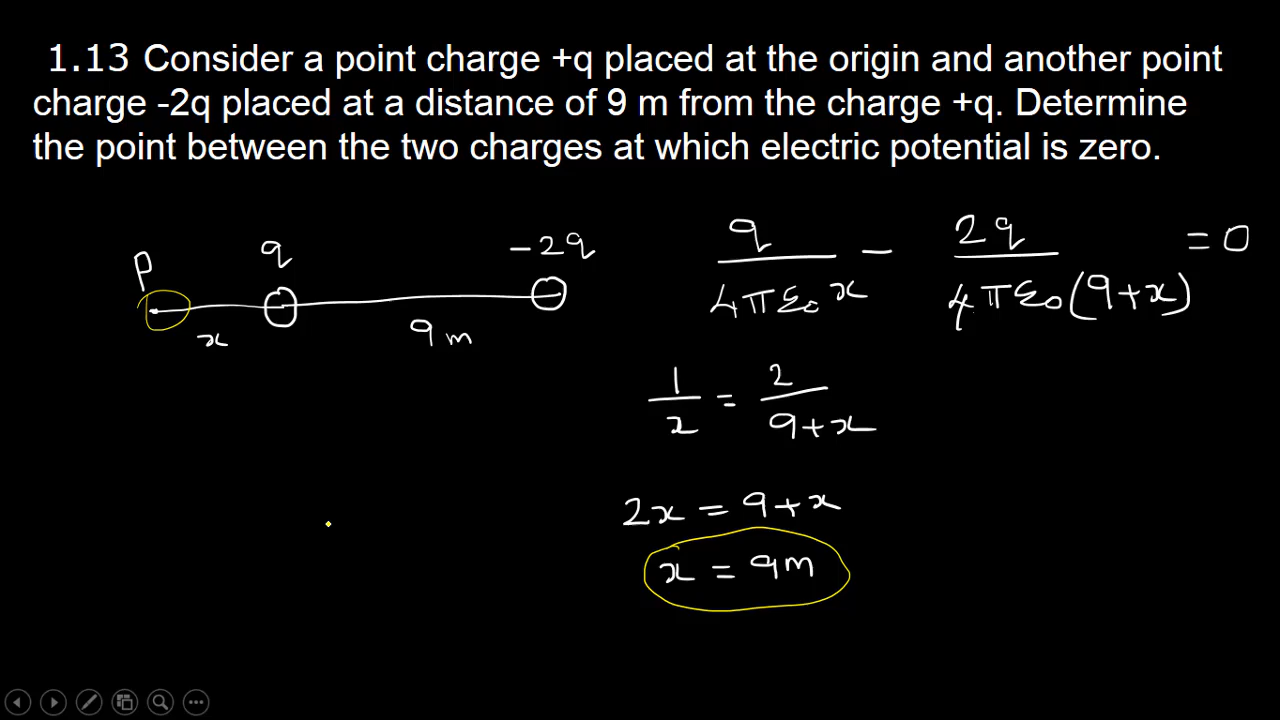 1.13 Consider a point charge +q placed at the origin and another point
charge -2q placed at a distance of 9 m from the charge +q. Determine
the point between the two charges at which electric potential is zero.
P q -2q
x 9 m
q/(4πε₀x) - 2q/(4πε₀(9+x)) = 0
1/x = 2/(9+x)
2x = 9+x
x = 9m